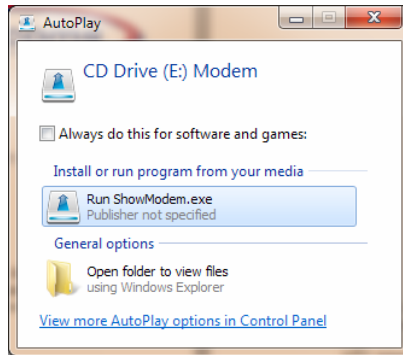 AutoPlay
CD Drive (E:) Modem
Always do this for software and games:
Install or run program from your media
Run ShowModem.exe
Publisher not specified
General options
Open folder to view files
using Windows Explorer
View more AutoPlay options in Control Panel